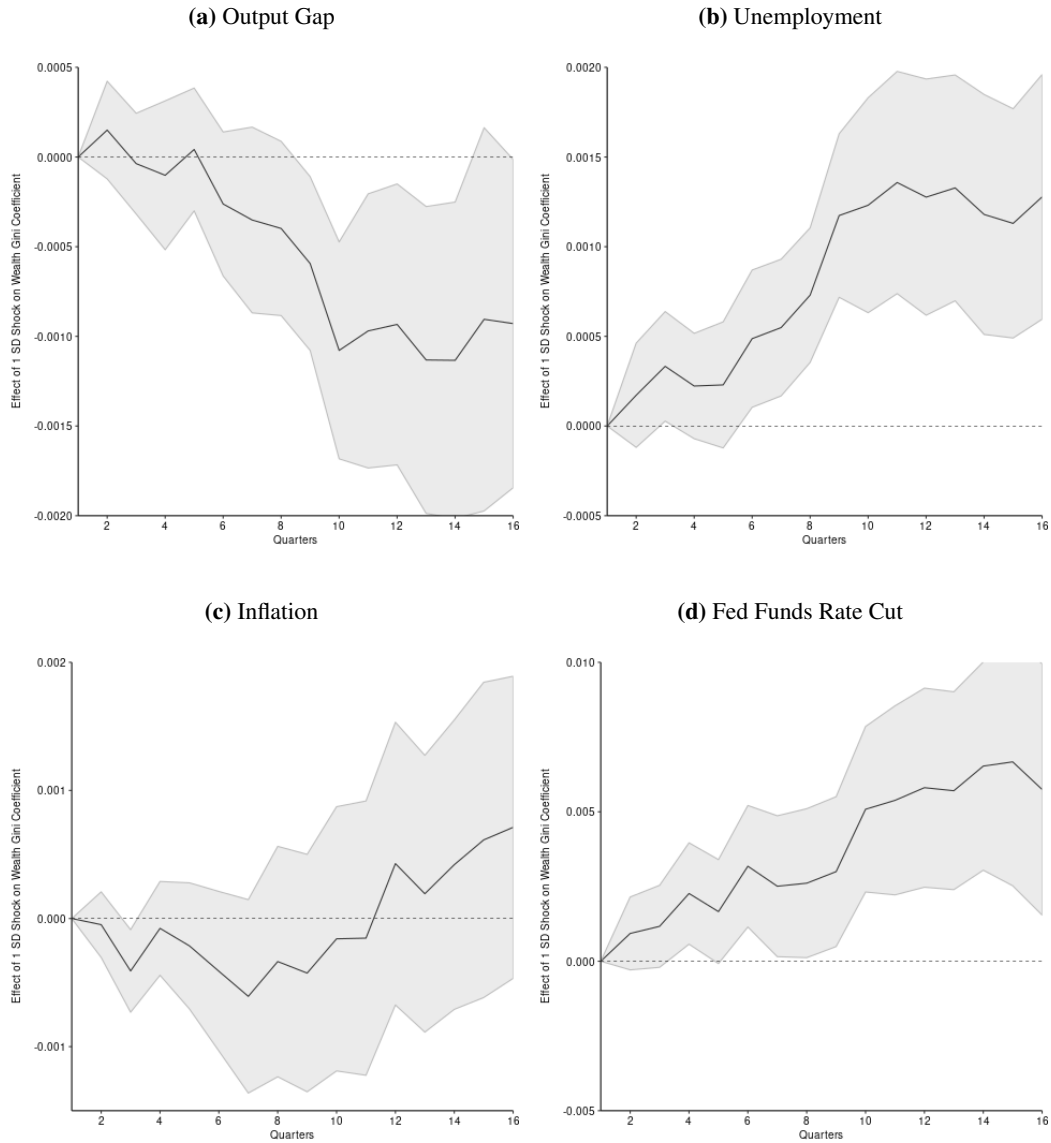 (a) Output Gap
Effect of 1 SD Shock on Wealth Gini Coefficient
0.0005
0.0000
-0.0005
-0.0010
-0.0015
-0.0020
2 4 6 8 10 12 14 16
Quarters
(b) Unemployment
Effect of 1 SD Shock on Wealth Gini Coefficient
0.0020
0.0015
0.0010
0.0005
0.0000
-0.0005
2 4 6 8 10 12 14 16
Quarters
(c) Inflation
Effect of 1 SD Shock on Wealth Gini Coefficient
0.002
0.001
0.000
-0.001
2 4 6 8 10 12 14 16
Quarters
(d) Fed Funds Rate Cut
Effect of 1 SD Shock on Wealth Gini Coefficient
0.010
0.005
0.000
-0.005
2 4 6 8 10 12 14 16
Quarters